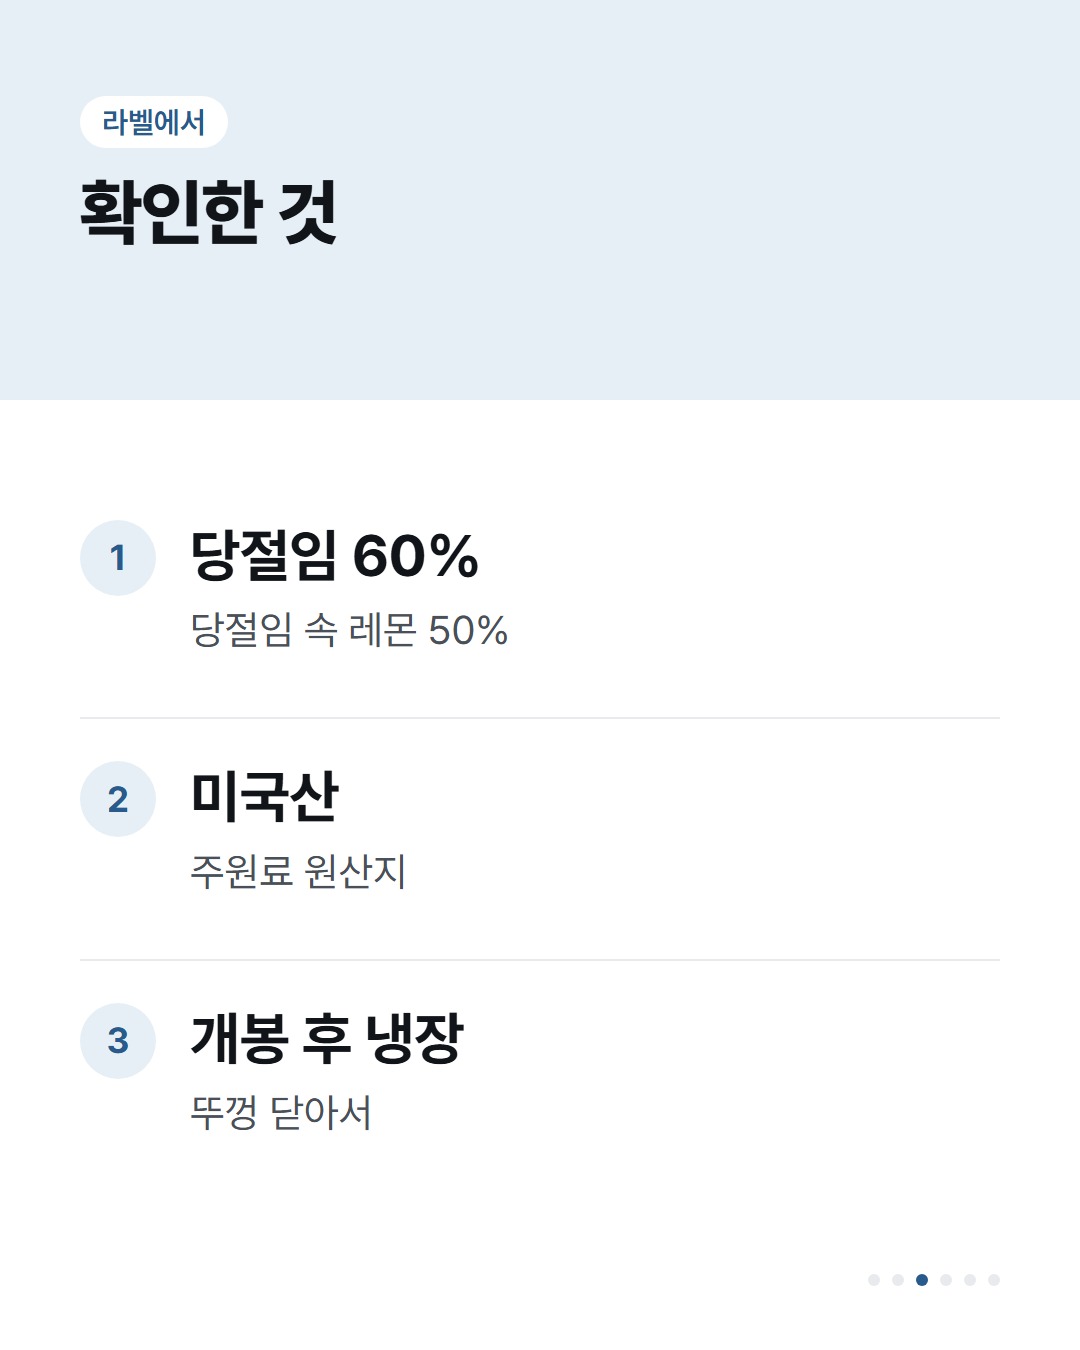 라벨에서
확인한 것
1
당절임 60%
당절임 속 레몬 50%
2
미국산
주원료 원산지
3
개봉 후 냉장
뚜껑 닫아서